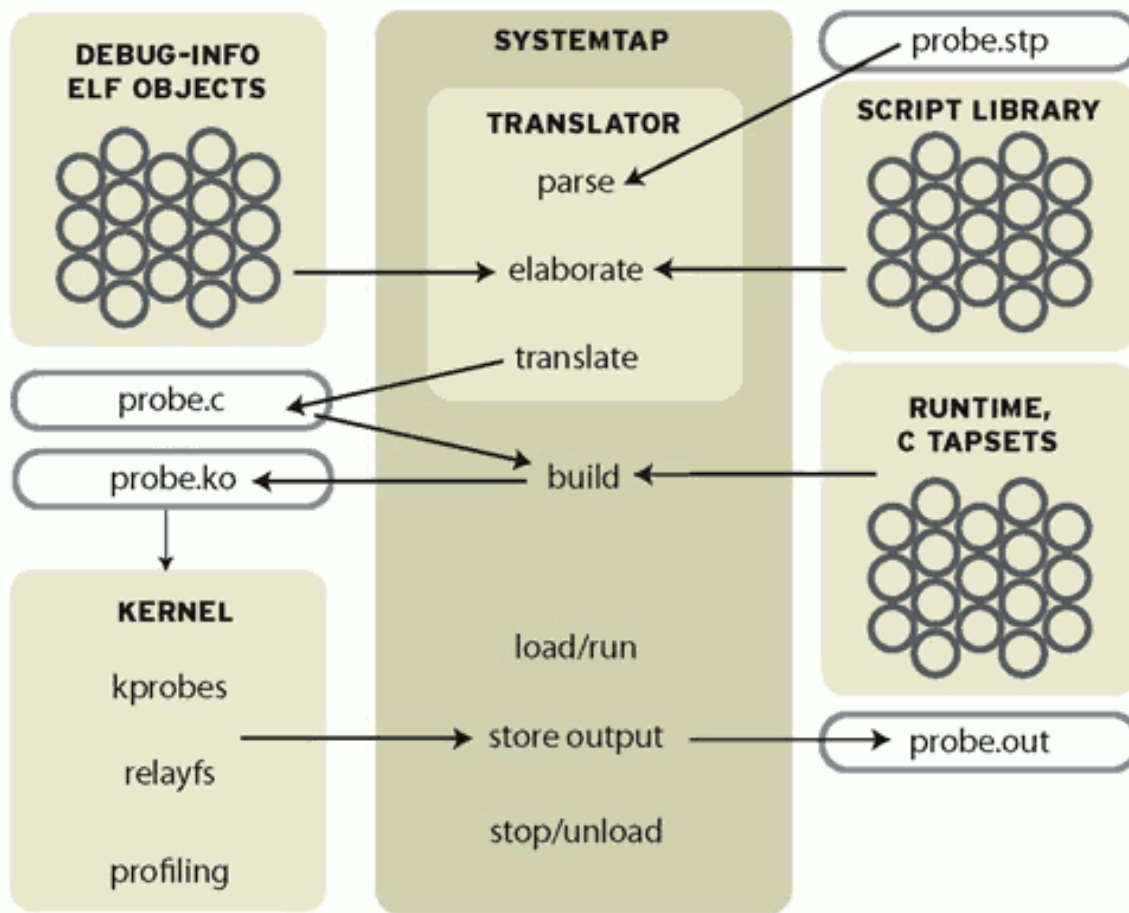 DEBUG-INFO
ELF OBJECTS
SYSTEMTAP
probe.stp
TRANSLATOR
SCRIPT LIBRARY
parse
elaborate
translate
probe.c
RUNTIME,
C TAPSETS
probe.ko
build
KERNEL
kprobes
relayfs
profiling
load/run
store output
stop/unload
probe.out